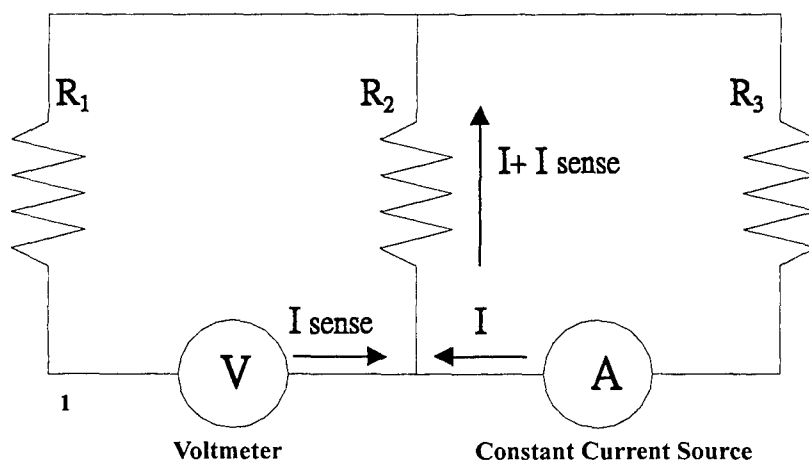 R₁
R₂
R₃
I+ I sense
I sense
I
V
A
1
Voltmeter
Constant Current Source